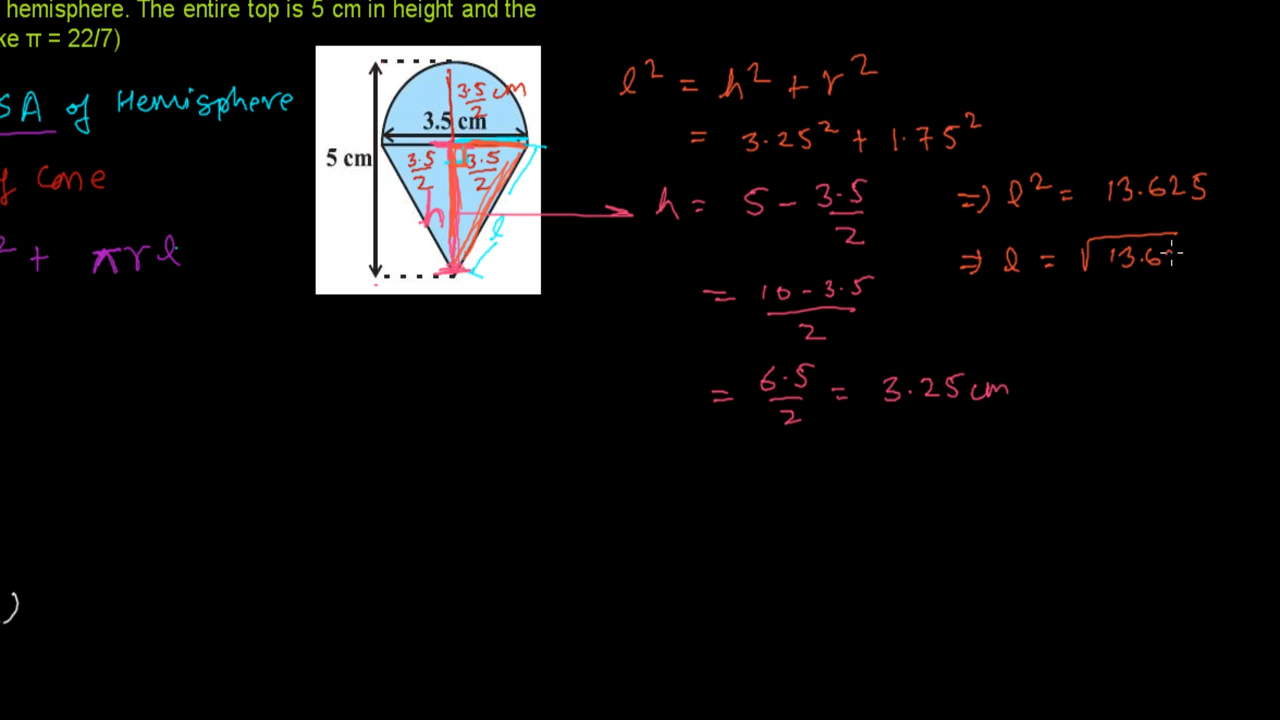 hemisphere. The entire top is 5 cm in height and the
ke π = 22/7)
SA of Hemisphere
of Cone
² + πrl
)
3.5/2 cm
3.5 cm
5 cm
3.5/2 3.5/2
h
l
l² = h² + r²
= 3.25² + 1.75²
h = 5 - 3.5/2
= 10 - 3.5/2
= 6.5/2 = 3.25 cm
⇒ l² = 13.625
⇒ l = √13.6